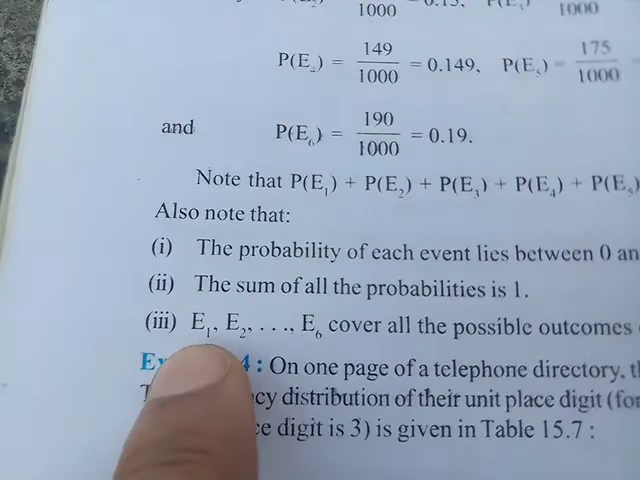 1000 = 0.15, P(E 1000
P(E₄) = 149/1000 = 0.149, P(E₅) = 175/1000 =
and P(E₆) = 190/1000 = 0.19.
Note that P(E₁) + P(E₂) + P(E₃) + P(E₄) + P(E₅)
Also note that:
(i) The probability of each event lies between 0 an
(ii) The sum of all the probabilities is 1.
(iii) E₁, E₂, . . ., E₆ cover all the possible outcomes
4 : On one page of a telephone directory,
cy distribution of their unit place digit (for
ce digit is 3) is given in Table 15.7 :